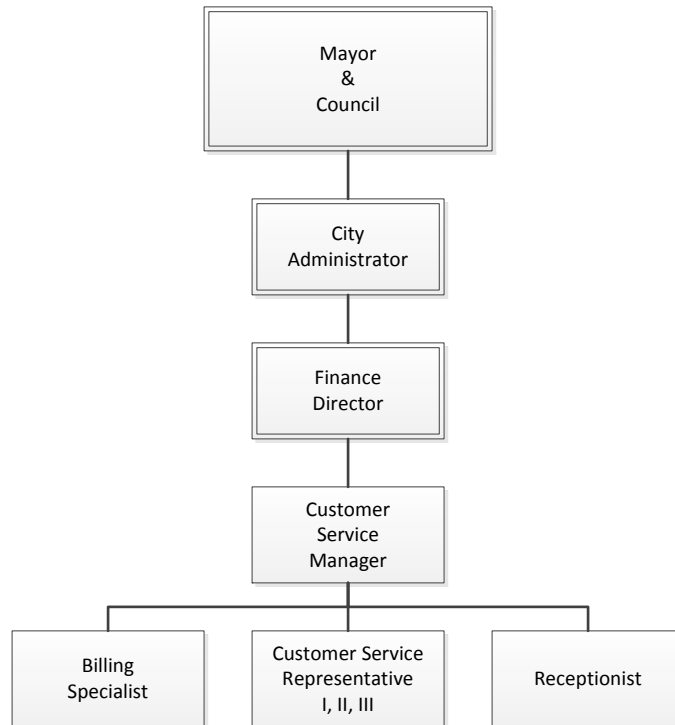 Mayor
&
Council
City
Administrator
Finance
Director
Customer
Service
Manager
Billing
Specialist
Customer Service
Representative
I, II, III
Receptionist